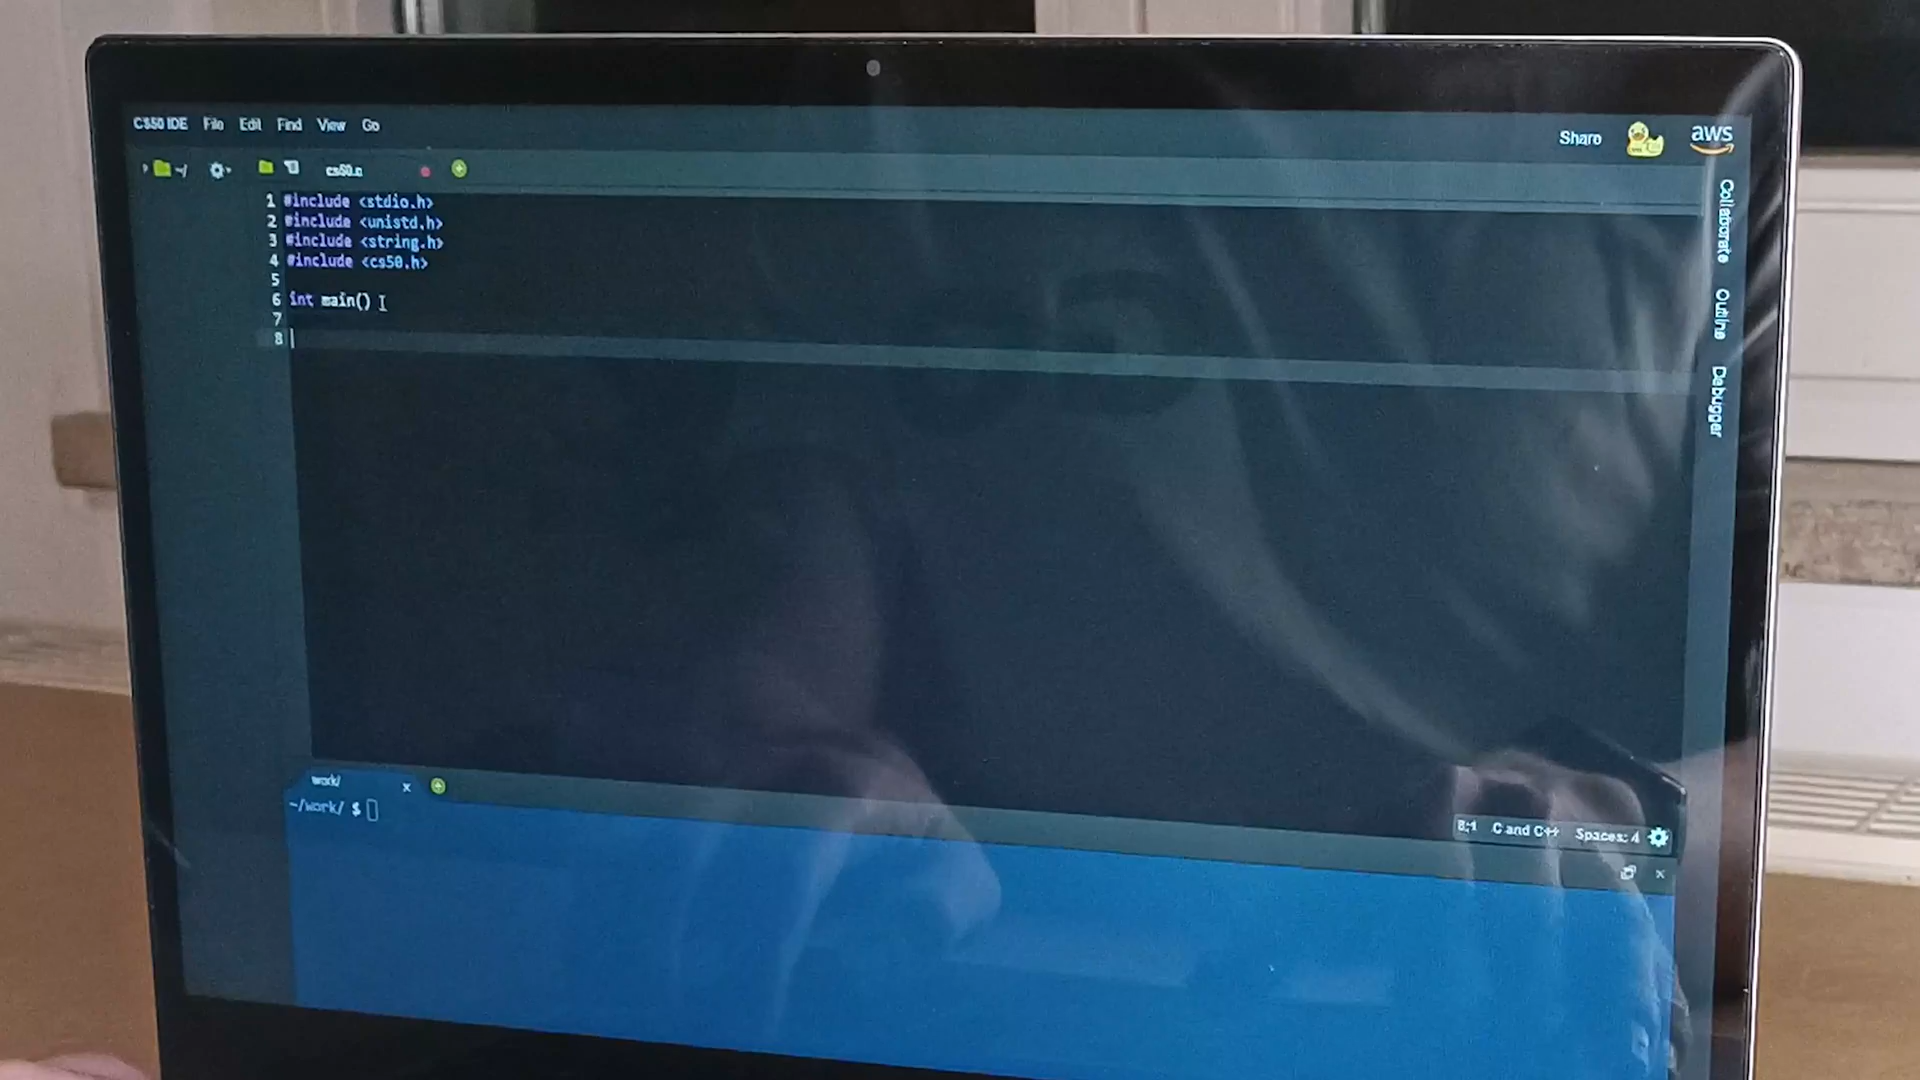 CS50 IDE File Edit Find View Go
Share aws
~/ cs50.c
1 #include <stdio.h>
2 #include <unistd.h>
3 #include <string.h>
4 #include <cs50.h>
5
6 int main()
7
8
Collaborate
Outline
Debugger
8:1 C and C++ Spaces: 4
work/ x
~/work/ $